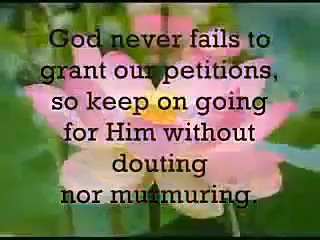 God never fails to
grant our petitions,
so keep on going
for Him without
douting
nor murmuring.